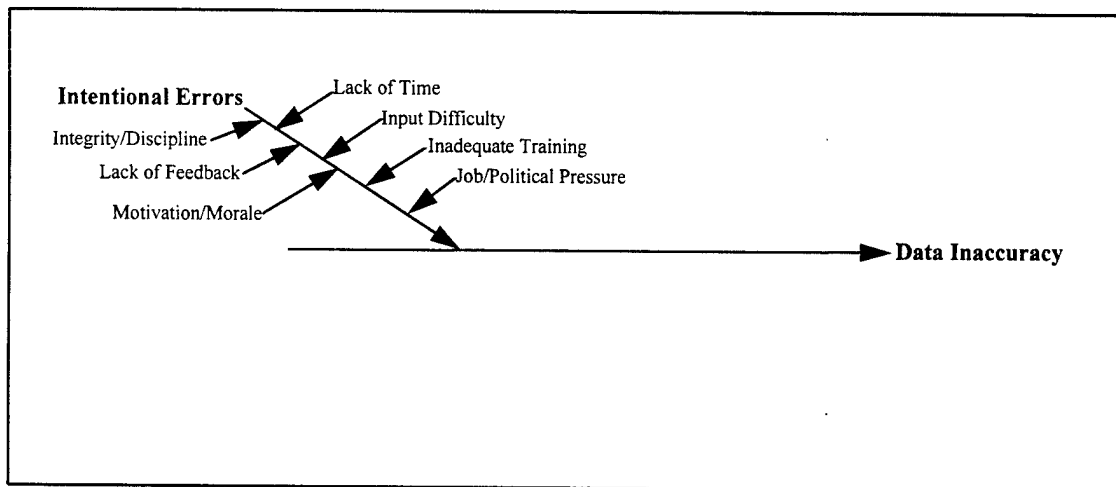 Lack of Time
Intentional Errors
Input Difficulty
Integrity/Discipline
Inadequate Training
Lack of Feedback
Job/Political Pressure
Motivation/Morale
Data Inaccuracy